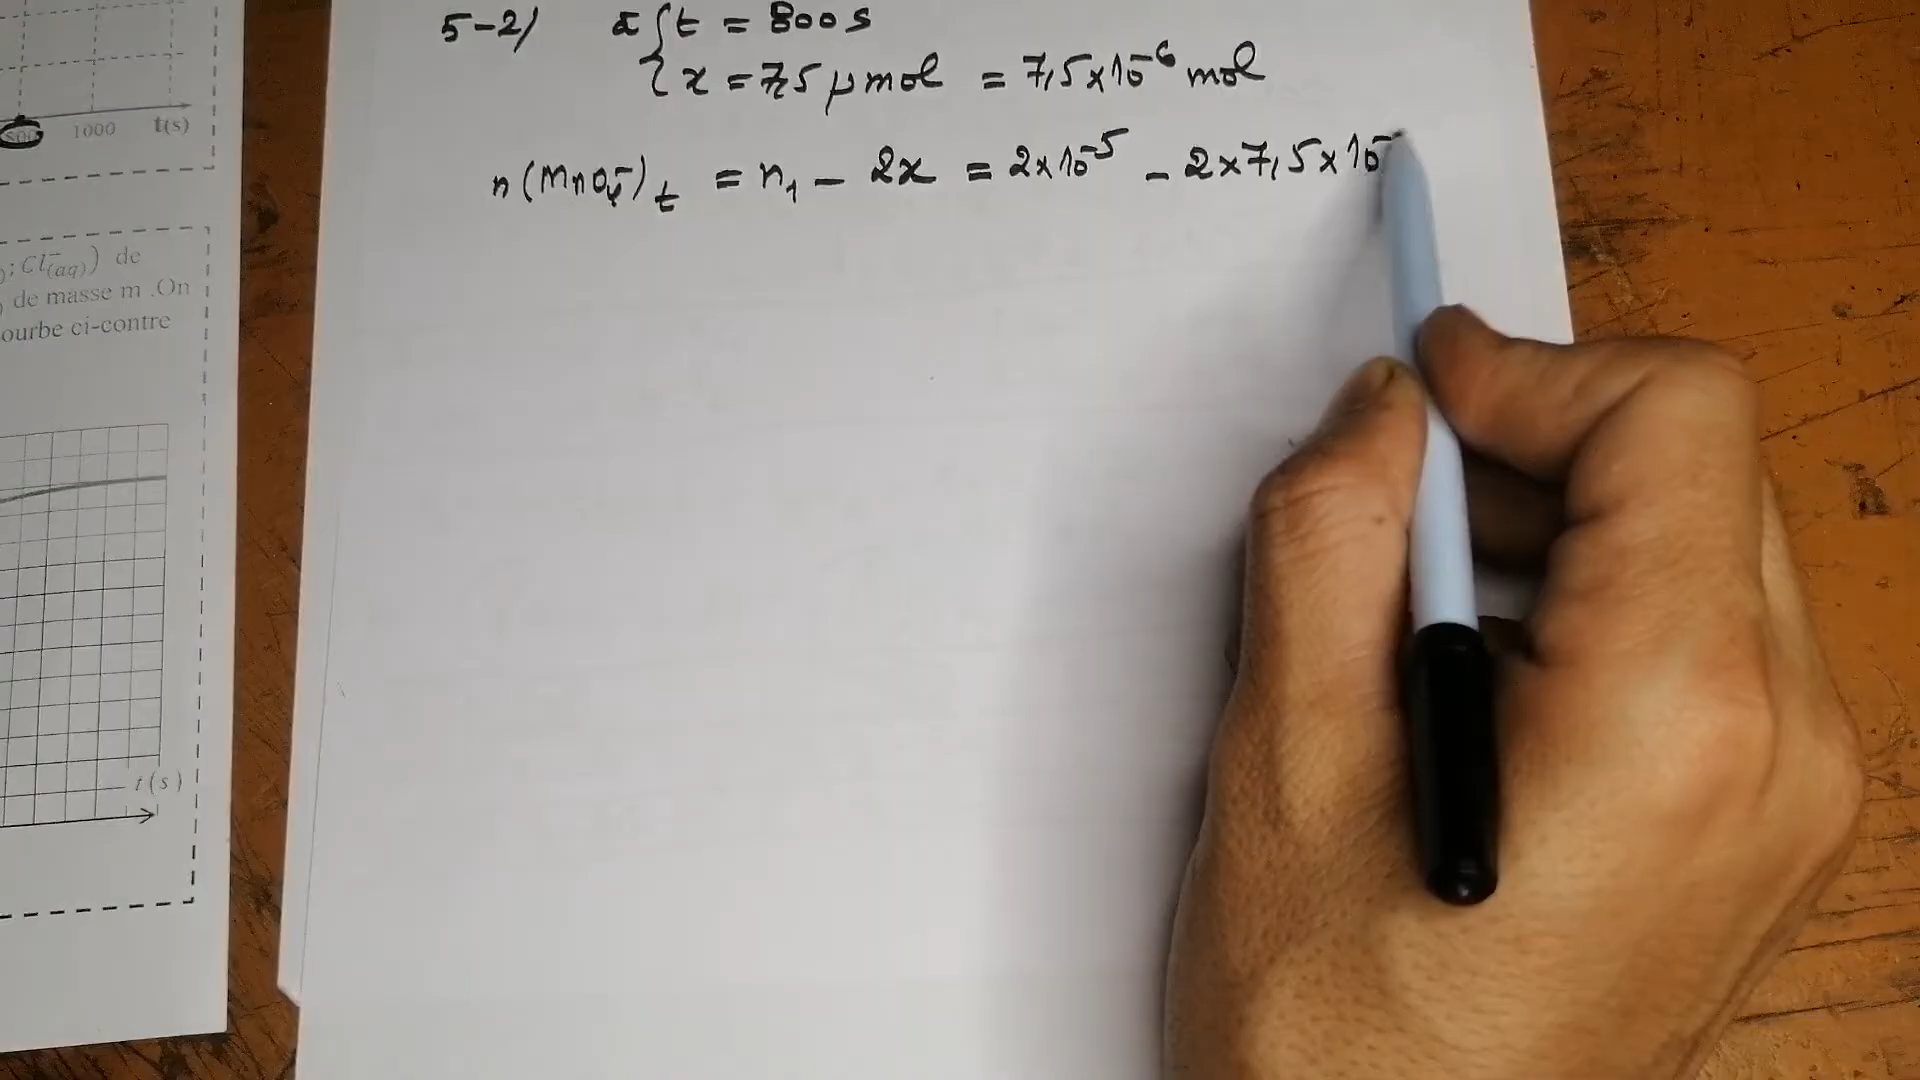 5-2/ à { t = 800 s
x = 7,5 μmol = 7,5×10⁻⁶ mol
n(MnO₄⁻)t = n₁ - 2x = 2×10⁻⁵ - 2×7,5×10⁻
1000 t(s)
; Cl⁻(aq)) de
de masse m .On
ourbe ci-contre
t(s)